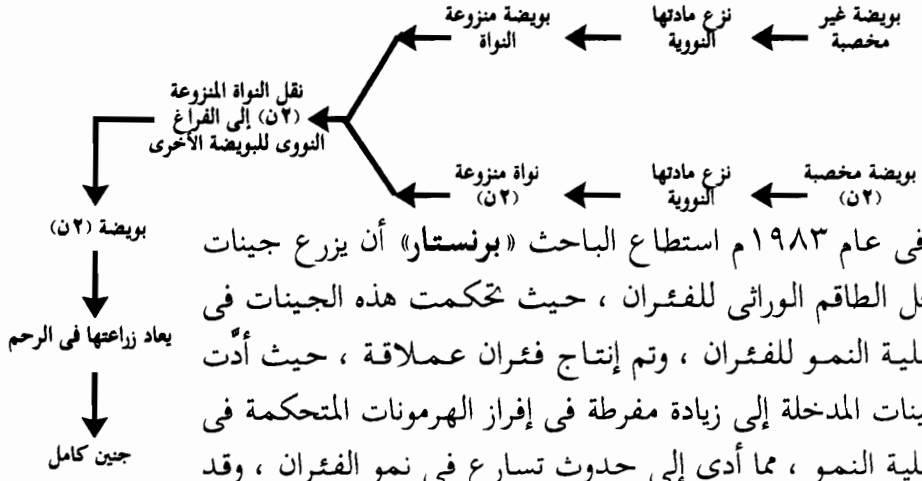 بويضة غير
مخصبة
نزع مادتها
النووية
بويضة منزوعة
النواة
نقل النواة المنزوعة
(٢ن) إلى الفراغ
النووى للبويضة الأخرى
بويضة مخصبة
(٢ن)
نزع مادتها
النووية
نواة منزوعة
(٢ن)
بويضة (٢ن)
يعاد زراعتها فى الرحم
جنين كامل
فى عام ١٩٨٣م استطاع الباحث «برنستار» أن يزرع جينات
الطاقم الوراثى للفئران ، حيث تحكمت هذه الجينات فى
النمو للفئران ، وتم إنتاج فئران عملاقة ، حيث أدَّت
المدخلة إلى زيادة مفرطة فى إفراز الهرمونات المتحكمة فى
النمو ، مما أدى إلى حدوث تسارع فى نمو الفئران ، وقد